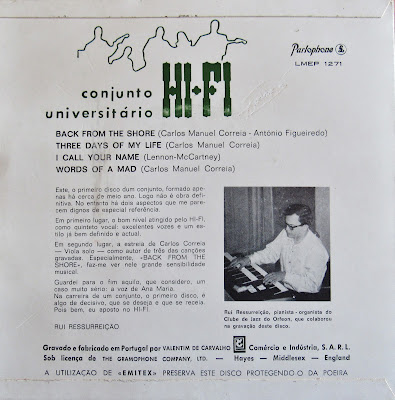 Parlophone
LMEP 1271
conjunto
universitário
HI-FI
BACK FROM THE SHORE (Carlos Manuel Correia - António Figueiredo)
THREE DAYS OF MY LIFE (Carlos Manuel Correia)
I CALL YOUR NAME (Lennon-McCartney)
WORDS OF A MAD (Carlos Manuel Correia)
Este, o primeiro disco dum conjunto, formado ape-
nas há cerca de meio ano. Logo não é obra defi-
nitiva. No entanto há dois aspectos que me pare-
cem dignos de especial referência.
Em primeiro lugar, o bom nível atingido pelo HI-FI,
como quinteto vocal: excelentes vozes e um es-
tilo já bem definido e actual.
Em segundo lugar, a estreia de Carlos Correia
— Viola solo — como autor de três das canções
gravadas. Especialmente, «BACK FROM THE
SHORE», faz-me ver nele grande sensibilidade
musical.
Guardei para o fim aquilo, que considero, um
caso muito sério: a voz de Ana Maria.
Na carreira de um conjunto, o primeiro disco, é
algo de decisivo, que se deseja e que se receia.
Pois bem, eu aposto no HI-FI.
RUI RESSURREIÇÃO
Rui Ressurreição, pianista - organista do
Clube de Jazz do Orfeon, que colaborou
na gravação deste disco.
Gravado e fabricado em Portugal por VALENTIM DE CARVALHO Comércio e Indústria, S. A. R. L.
Sob licença de THE GRAMOPHONE COMPANY, LTD. — Hayes — Middlesex — England
A UTILIZAÇÃO DE «EMITEX» PRESERVA ESTE DISCO PROTEGENDO-O DA POEIRA